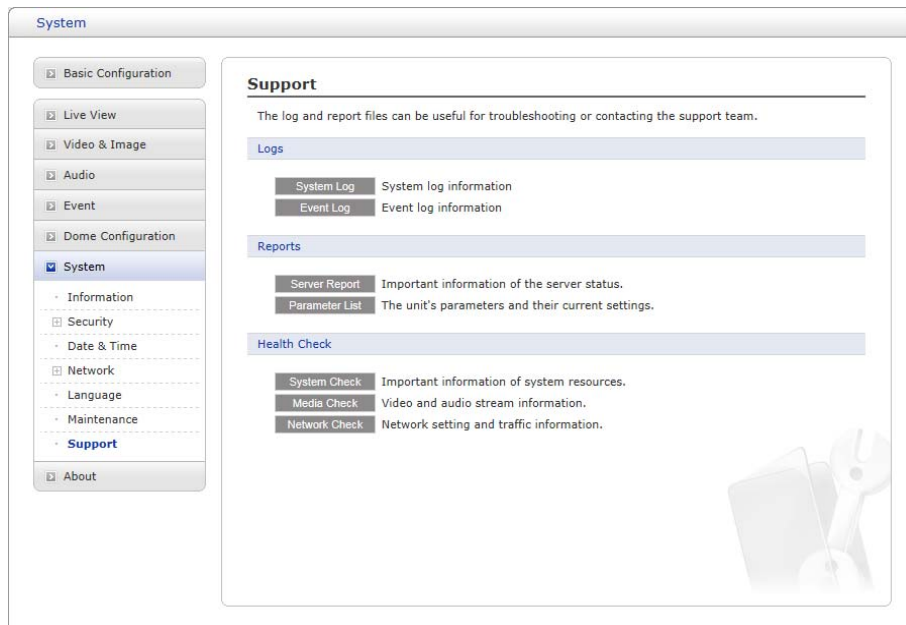 System
Basic Configuration
Live View
Video & Image
Audio
Event
Dome Configuration
System
Information
Security
Date & Time
Network
Language
Maintenance
Support
About
Support
The log and report files can be useful for troubleshooting or contacting the support team.
Logs
System Log System log information
Event Log Event log information
Reports
Server Report Important information of the server status.
Parameter List The unit's parameters and their current settings.
Health Check
System Check Important information of system resources.
Media Check Video and audio stream information.
Network Check Network setting and traffic information.